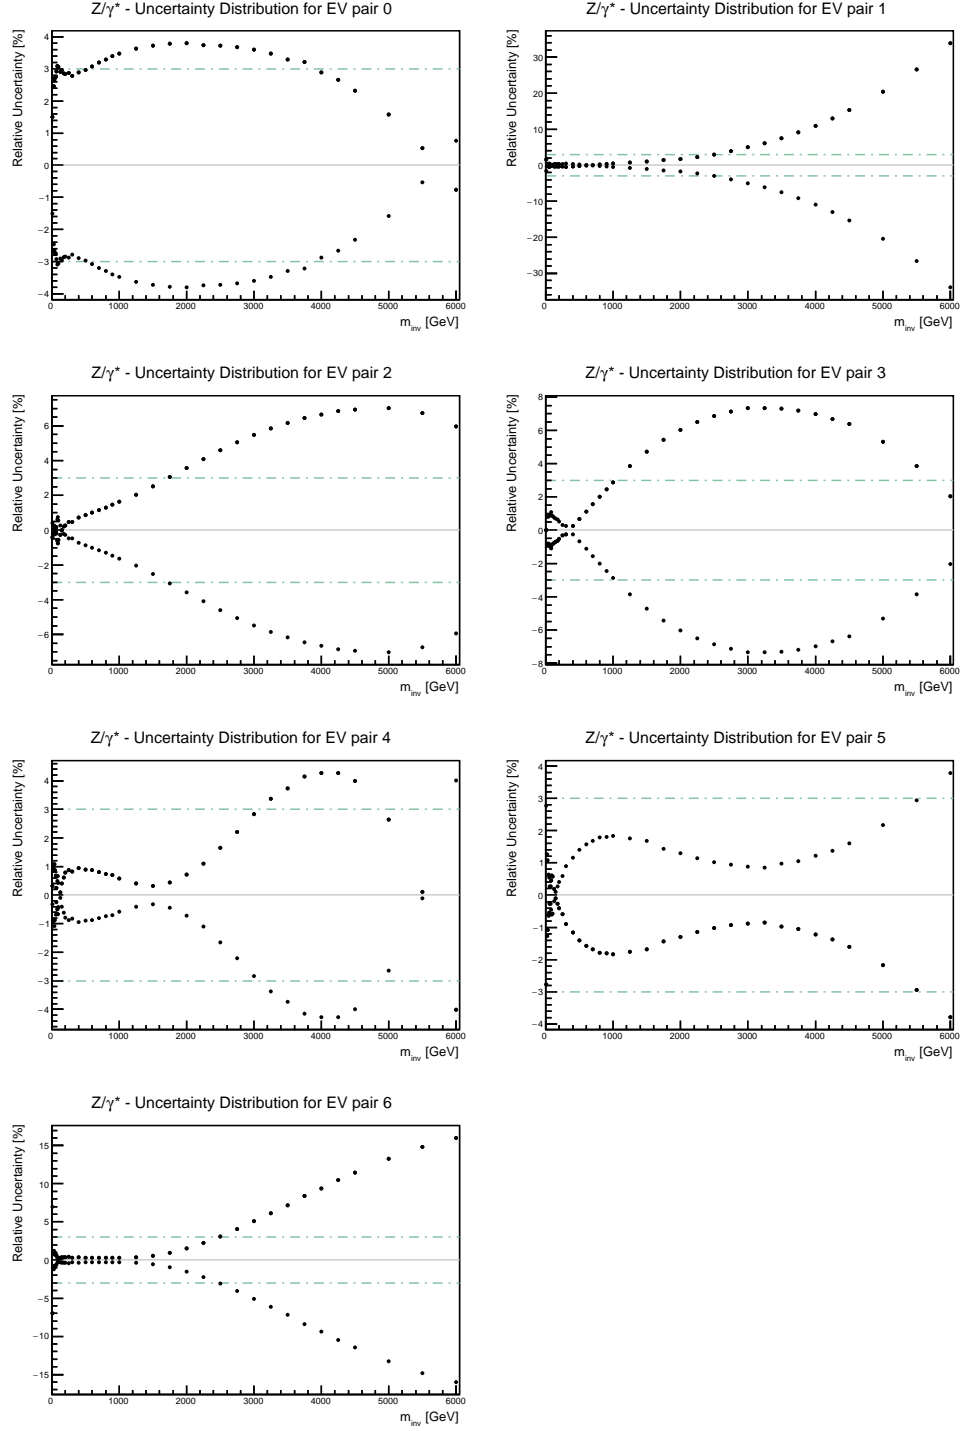 Z/γ* - Uncertainty Distribution for EV pair 0
Relative Uncertainty [%]
4
3
2
1
0
−1
−2
−3
−4
0 1000 2000 3000 4000 5000 6000
m_inv [GeV]
Z/γ* - Uncertainty Distribution for EV pair 1
Relative Uncertainty [%]
30
20
10
0
−10
−20
−30
0 1000 2000 3000 4000 5000 6000
m_inv [GeV]
Z/γ* - Uncertainty Distribution for EV pair 2
Relative Uncertainty [%]
6
4
2
0
−2
−4
−6
0 1000 2000 3000 4000 5000 6000
m_inv [GeV]
Z/γ* - Uncertainty Distribution for EV pair 3
Relative Uncertainty [%]
8
6
4
2
0
−2
−4
−6
−8
0 1000 2000 3000 4000 5000 6000
m_inv [GeV]
Z/γ* - Uncertainty Distribution for EV pair 4
Relative Uncertainty [%]
4
3
2
1
0
−1
−2
−3
−4
0 1000 2000 3000 4000 5000 6000
m_inv [GeV]
Z/γ* - Uncertainty Distribution for EV pair 5
Relative Uncertainty [%]
4
3
2
1
0
−1
−2
−3
−4
0 1000 2000 3000 4000 5000 6000
m_inv [GeV]
Z/γ* - Uncertainty Distribution for EV pair 6
Relative Uncertainty [%]
15
10
5
0
−5
−10
−15
0 1000 2000 3000 4000 5000 6000
m_inv [GeV]